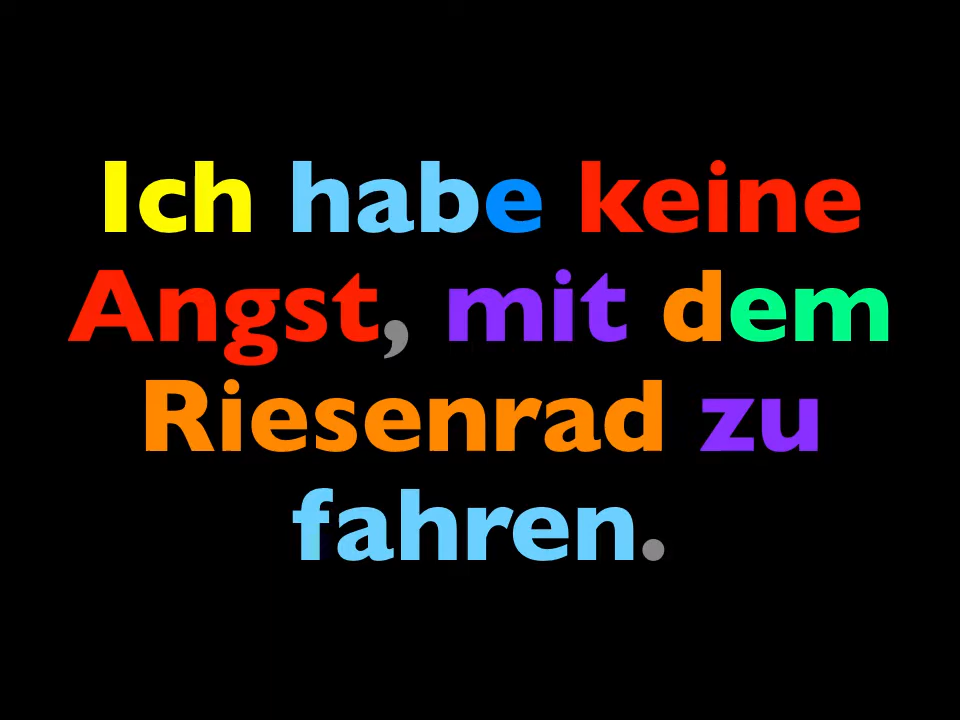 Ich habe keine
Angst, mit dem
Riesenrad zu
fahren.